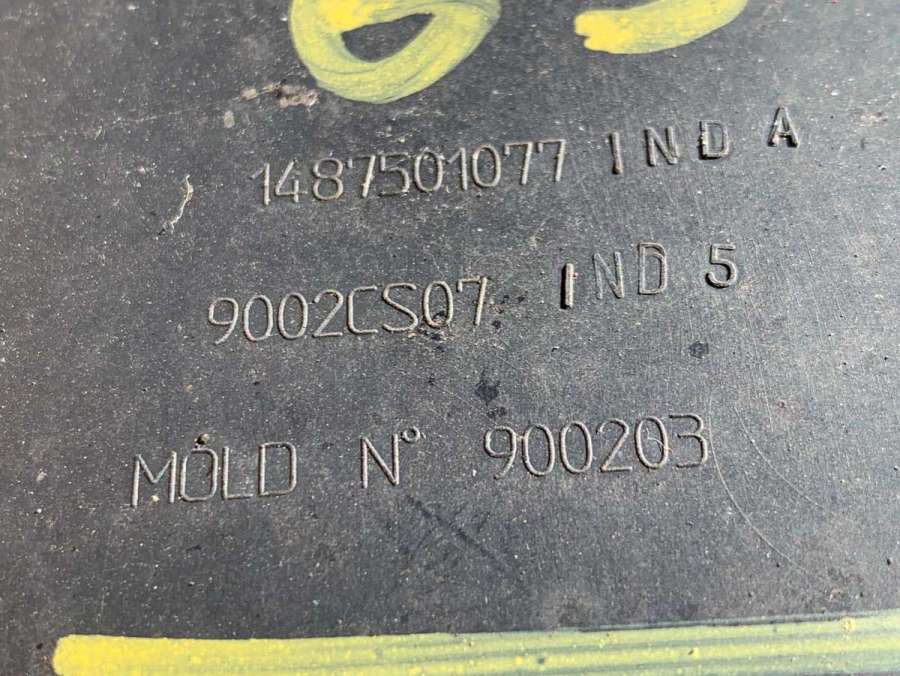 1487501077 IND A
9002CS07 IND 5
MOLD N° 900203